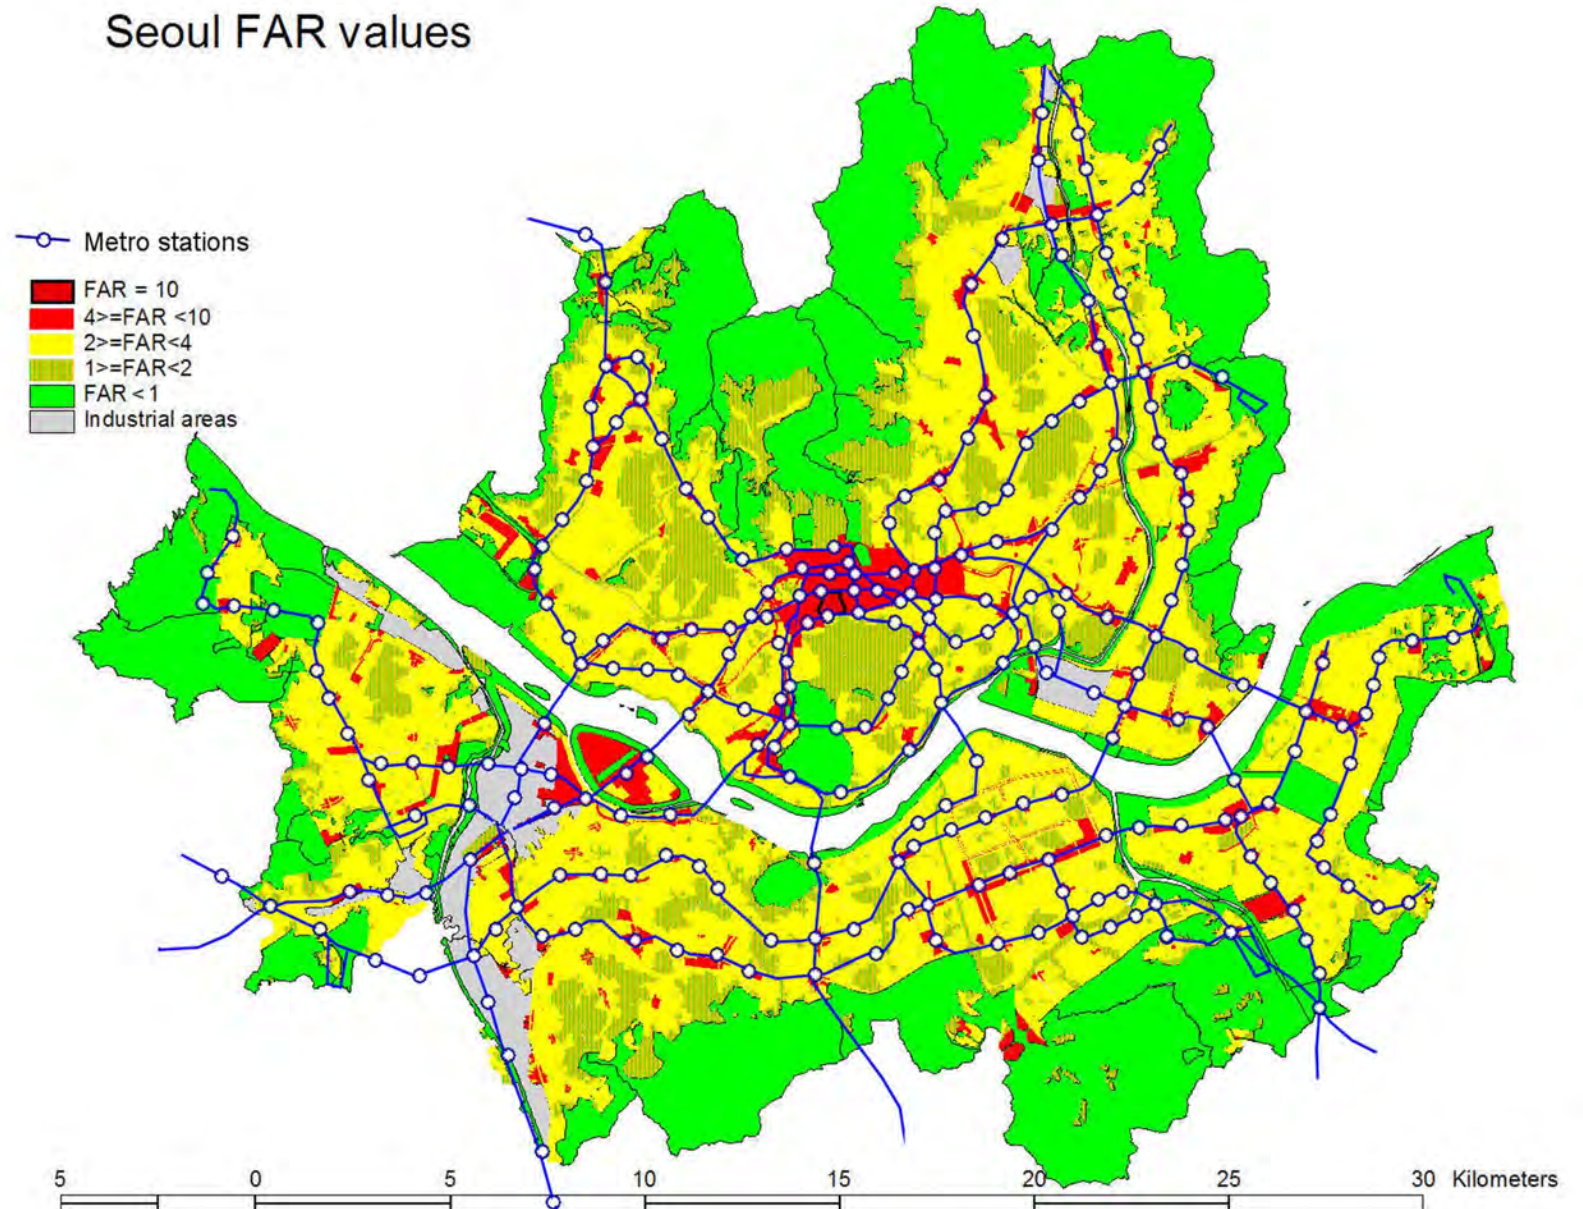 Seoul FAR values
Metro stations
FAR = 10
4>=FAR <10
2>=FAR<4
1>=FAR<2
FAR < 1
Industrial areas
5 0 5 10 15 20 25 30 Kilometers